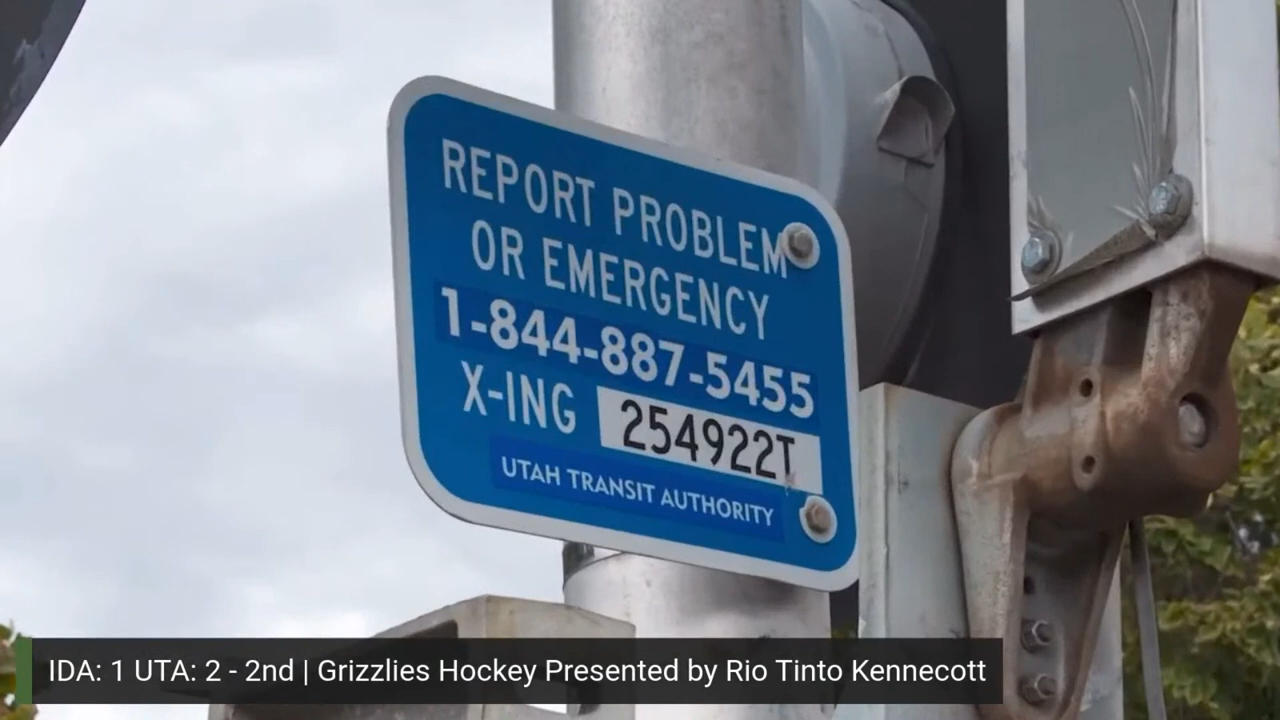 REPORT PROBLEM
OR EMERGENCY
1-844-887-5455
X-ING 254922T
UTAH TRANSIT AUTHORITY
IDA: 1 UTA: 2 - 2nd | Grizzlies Hockey Presented by Rio Tinto Kennecott